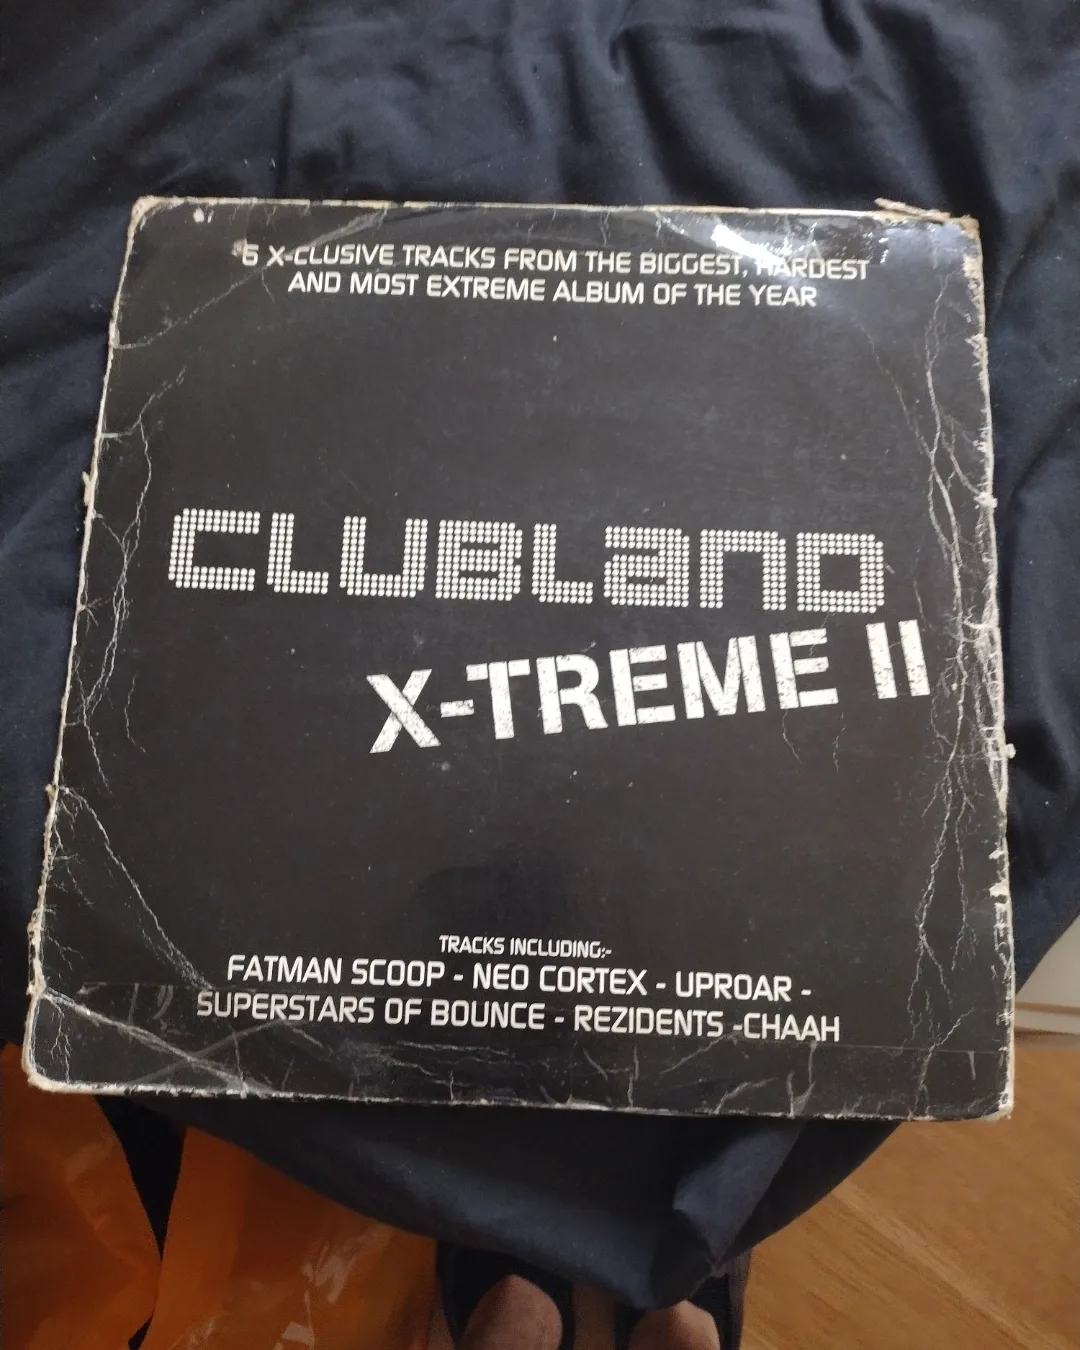 6 X-CLUSIVE TRACKS FROM THE BIGGEST, HARDEST
AND MOST EXTREME ALBUM OF THE YEAR
CLUBLAND
X-TREME II
TRACKS INCLUDING:-
FATMAN SCOOP - NEO CORTEX - UPROAR -
SUPERSTARS OF BOUNCE - REZIDENTS -CHAAH